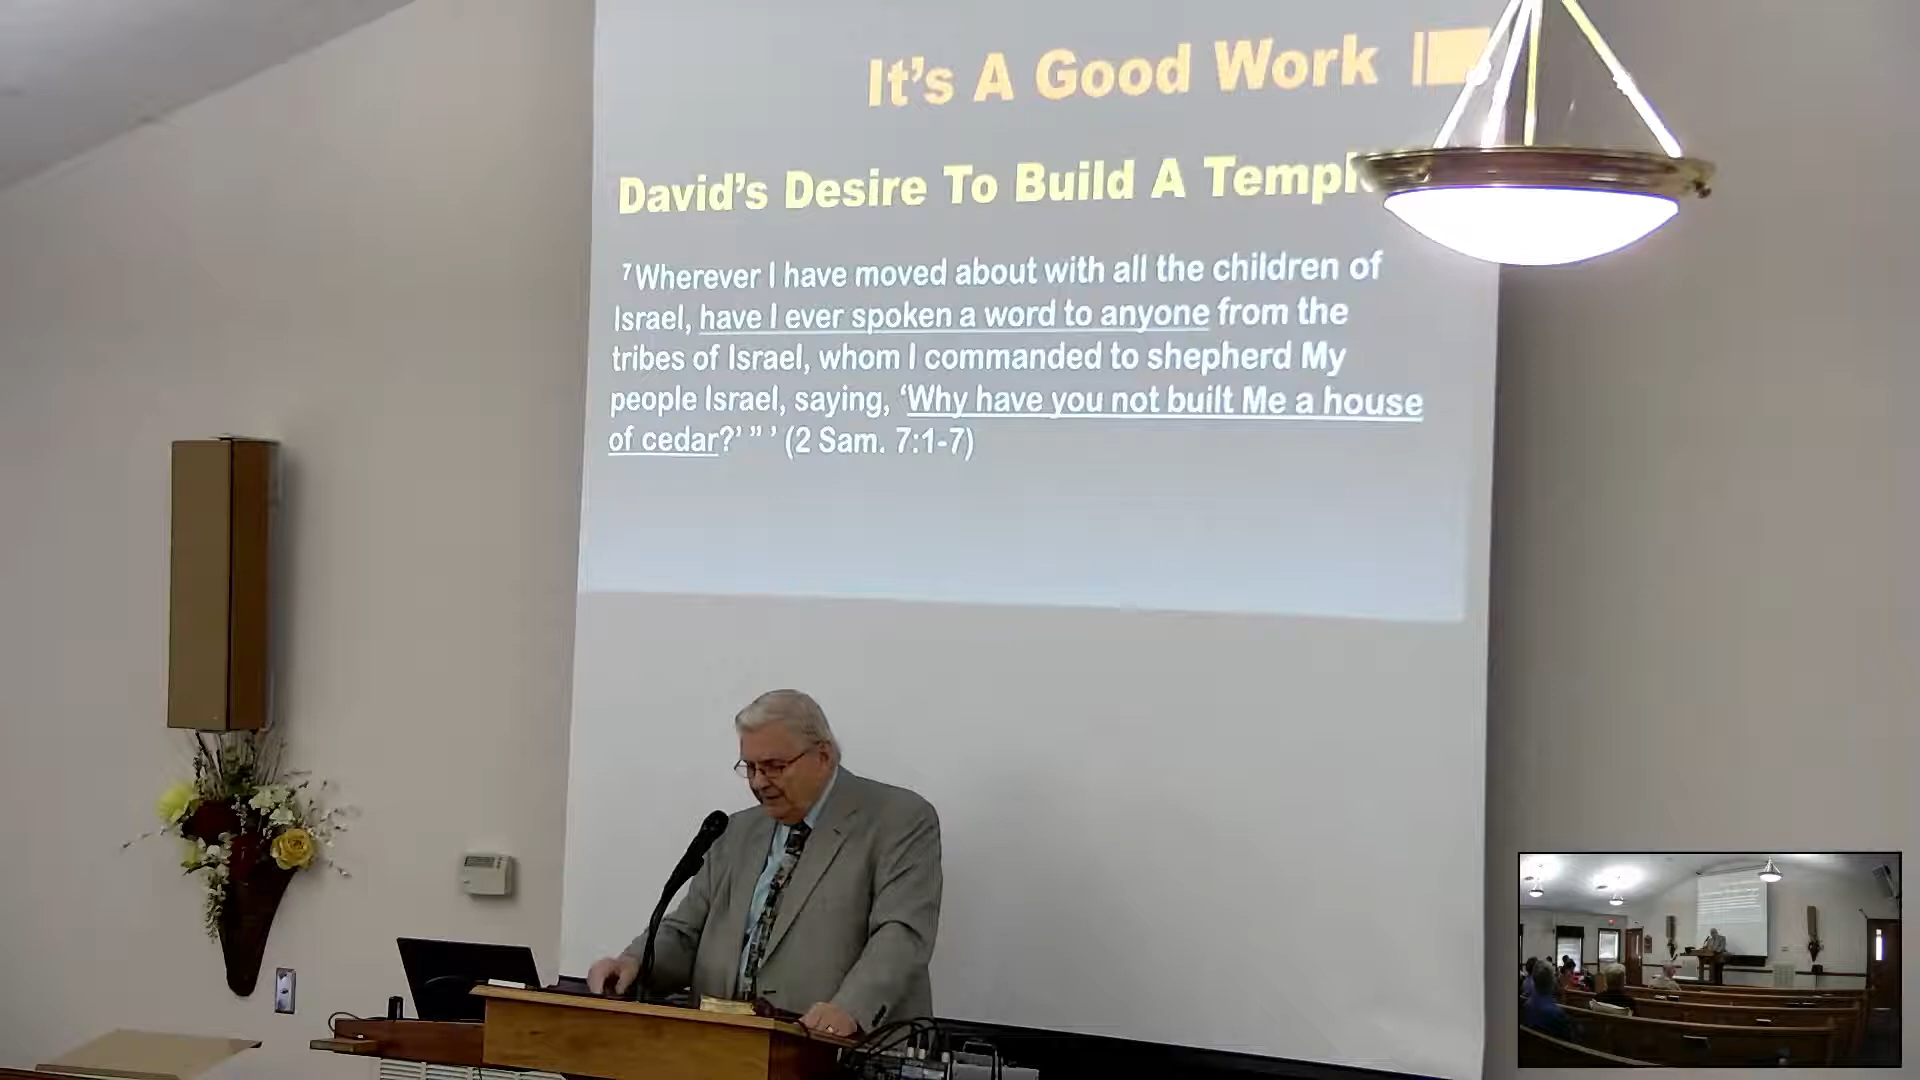 It's A Good Work
David's Desire To Build A
7 Wherever I have moved about with all the children of
Israel, have I ever spoken a word to anyone from the
tribes of Israel, whom I commanded to shepherd My
people Israel, saying, ‘Why have you not built Me a house
of cedar?’ ” ’ (2 Sam. 7:1-7)